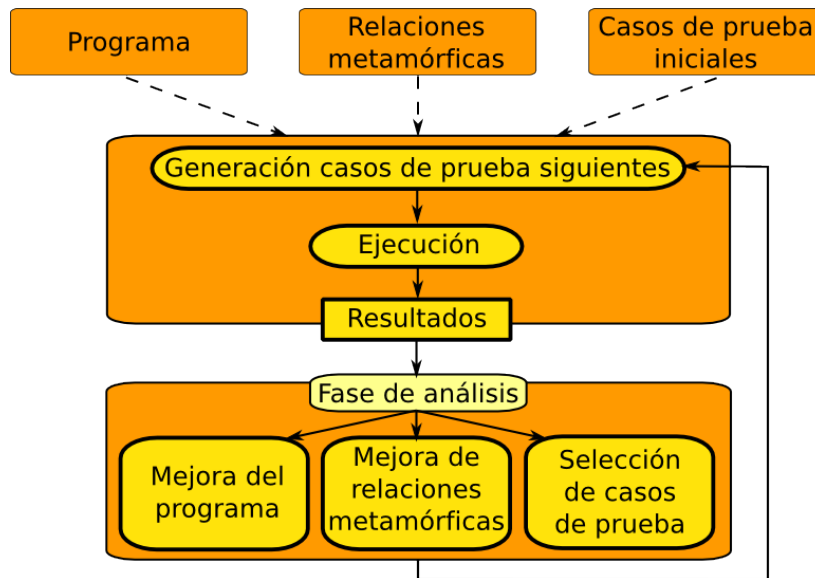 Programa
Relaciones
metamórficas
Casos de prueba
iniciales
Generación casos de prueba siguientes
Ejecución
Resultados
Fase de análisis
Mejora del
programa
Mejora de
relaciones
metamórficas
Selección
de casos
de prueba